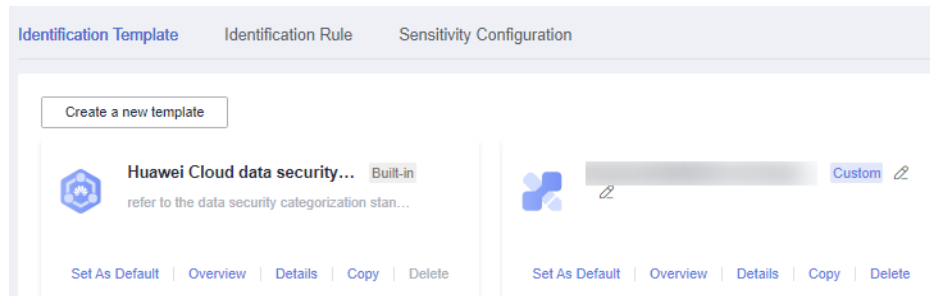 Identification Template Identification Rule Sensitivity Configuration
Create a new template
Huawei Cloud data security... Built-in
Custom
refer to the data security categorization stan...
Set As Default Overview Details Copy Delete
Set As Default Overview Details Copy Delete